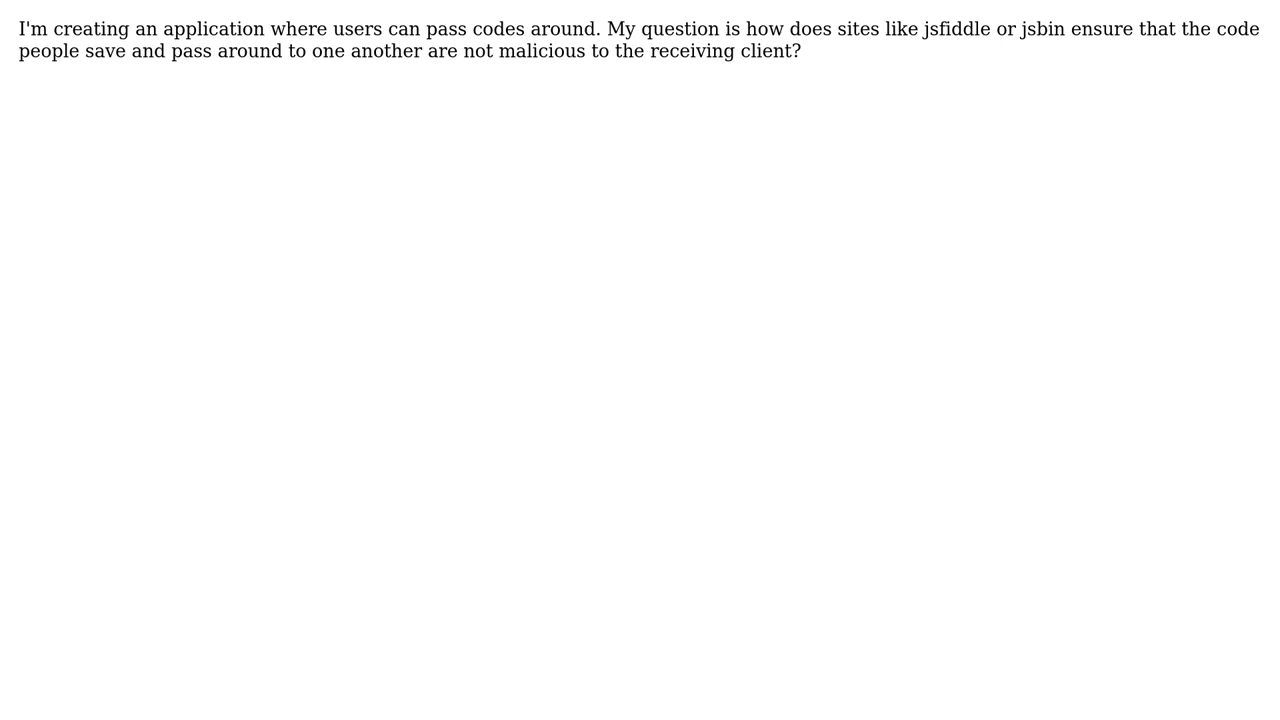 I'm creating an application where users can pass codes around. My question is how does sites like jsfiddle or jsbin ensure that the code
people save and pass around to one another are not malicious to the receiving client?